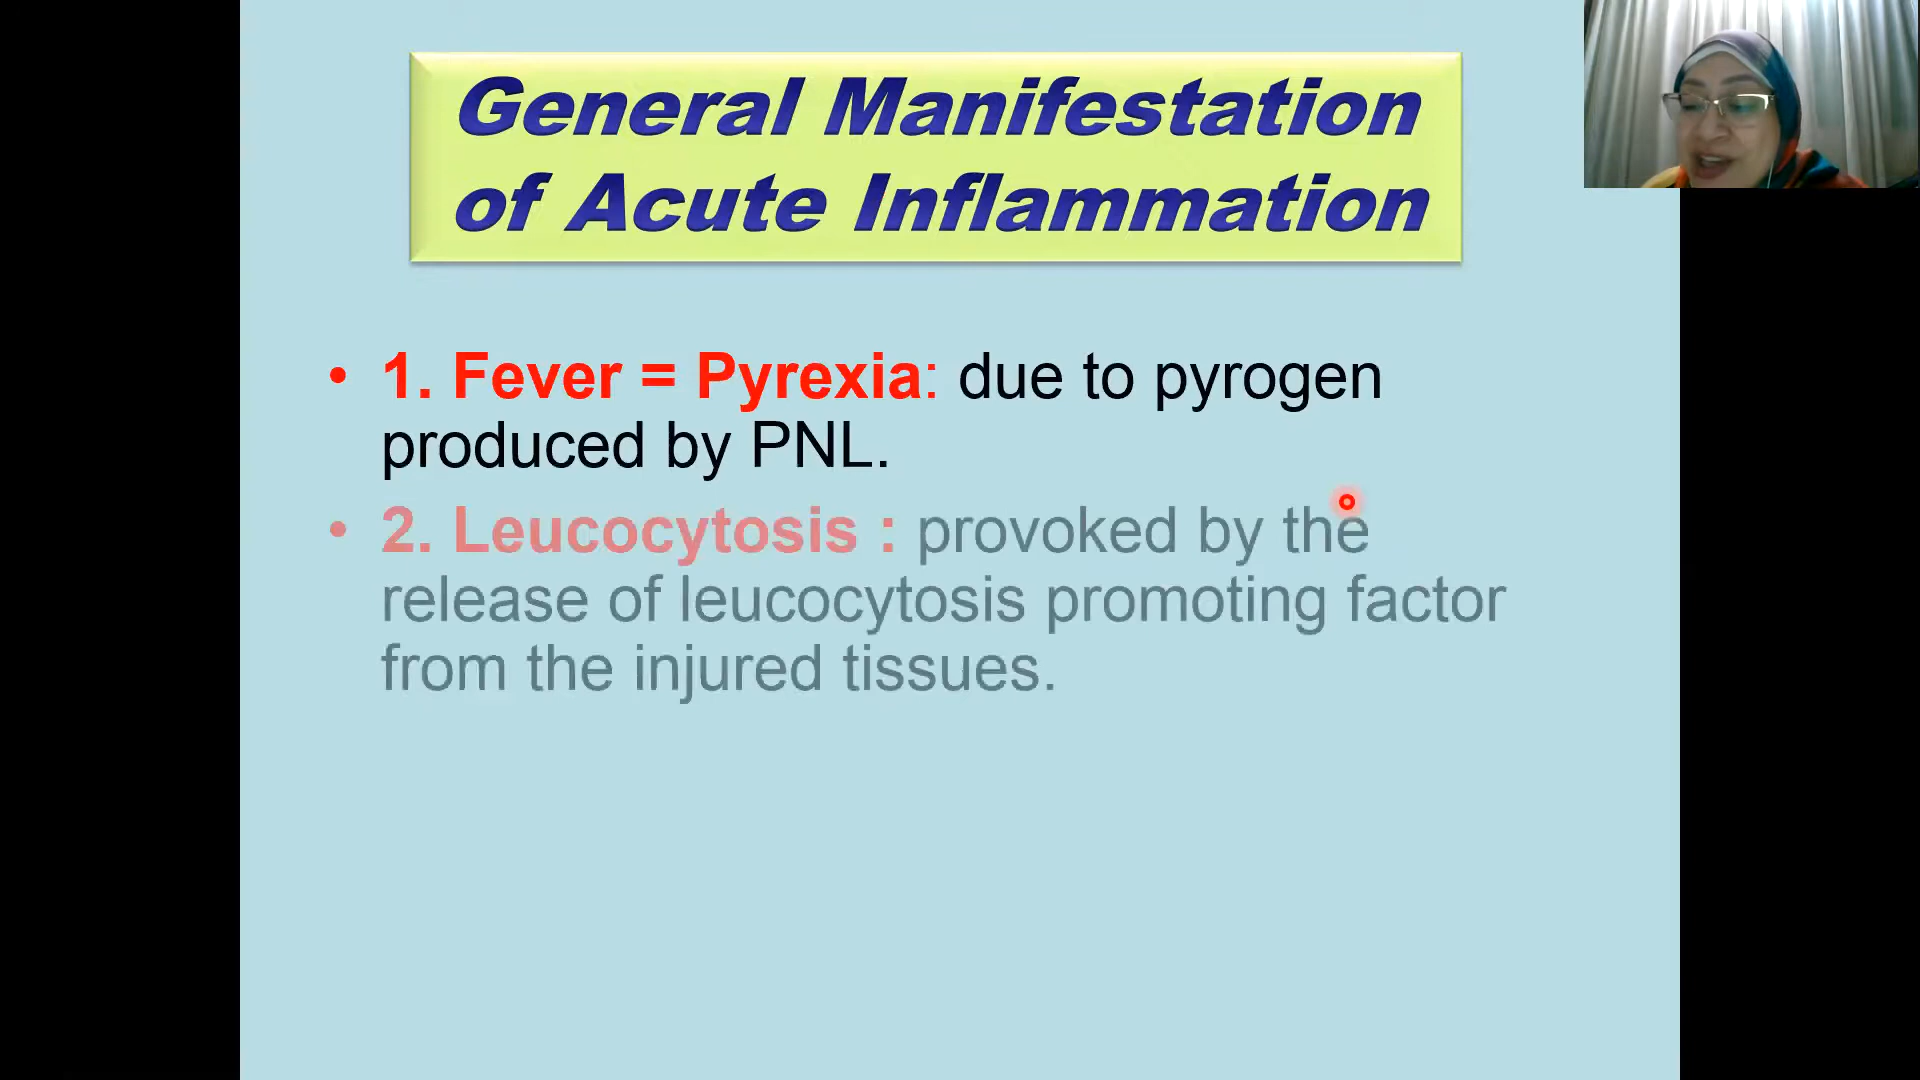 General Manifestation
of Acute Inflammation
• 1. Fever = Pyrexia: due to pyrogen
produced by PNL.
• 2. Leucocytosis : provoked by the
release of leucocytosis promoting factor
from the injured tissues.